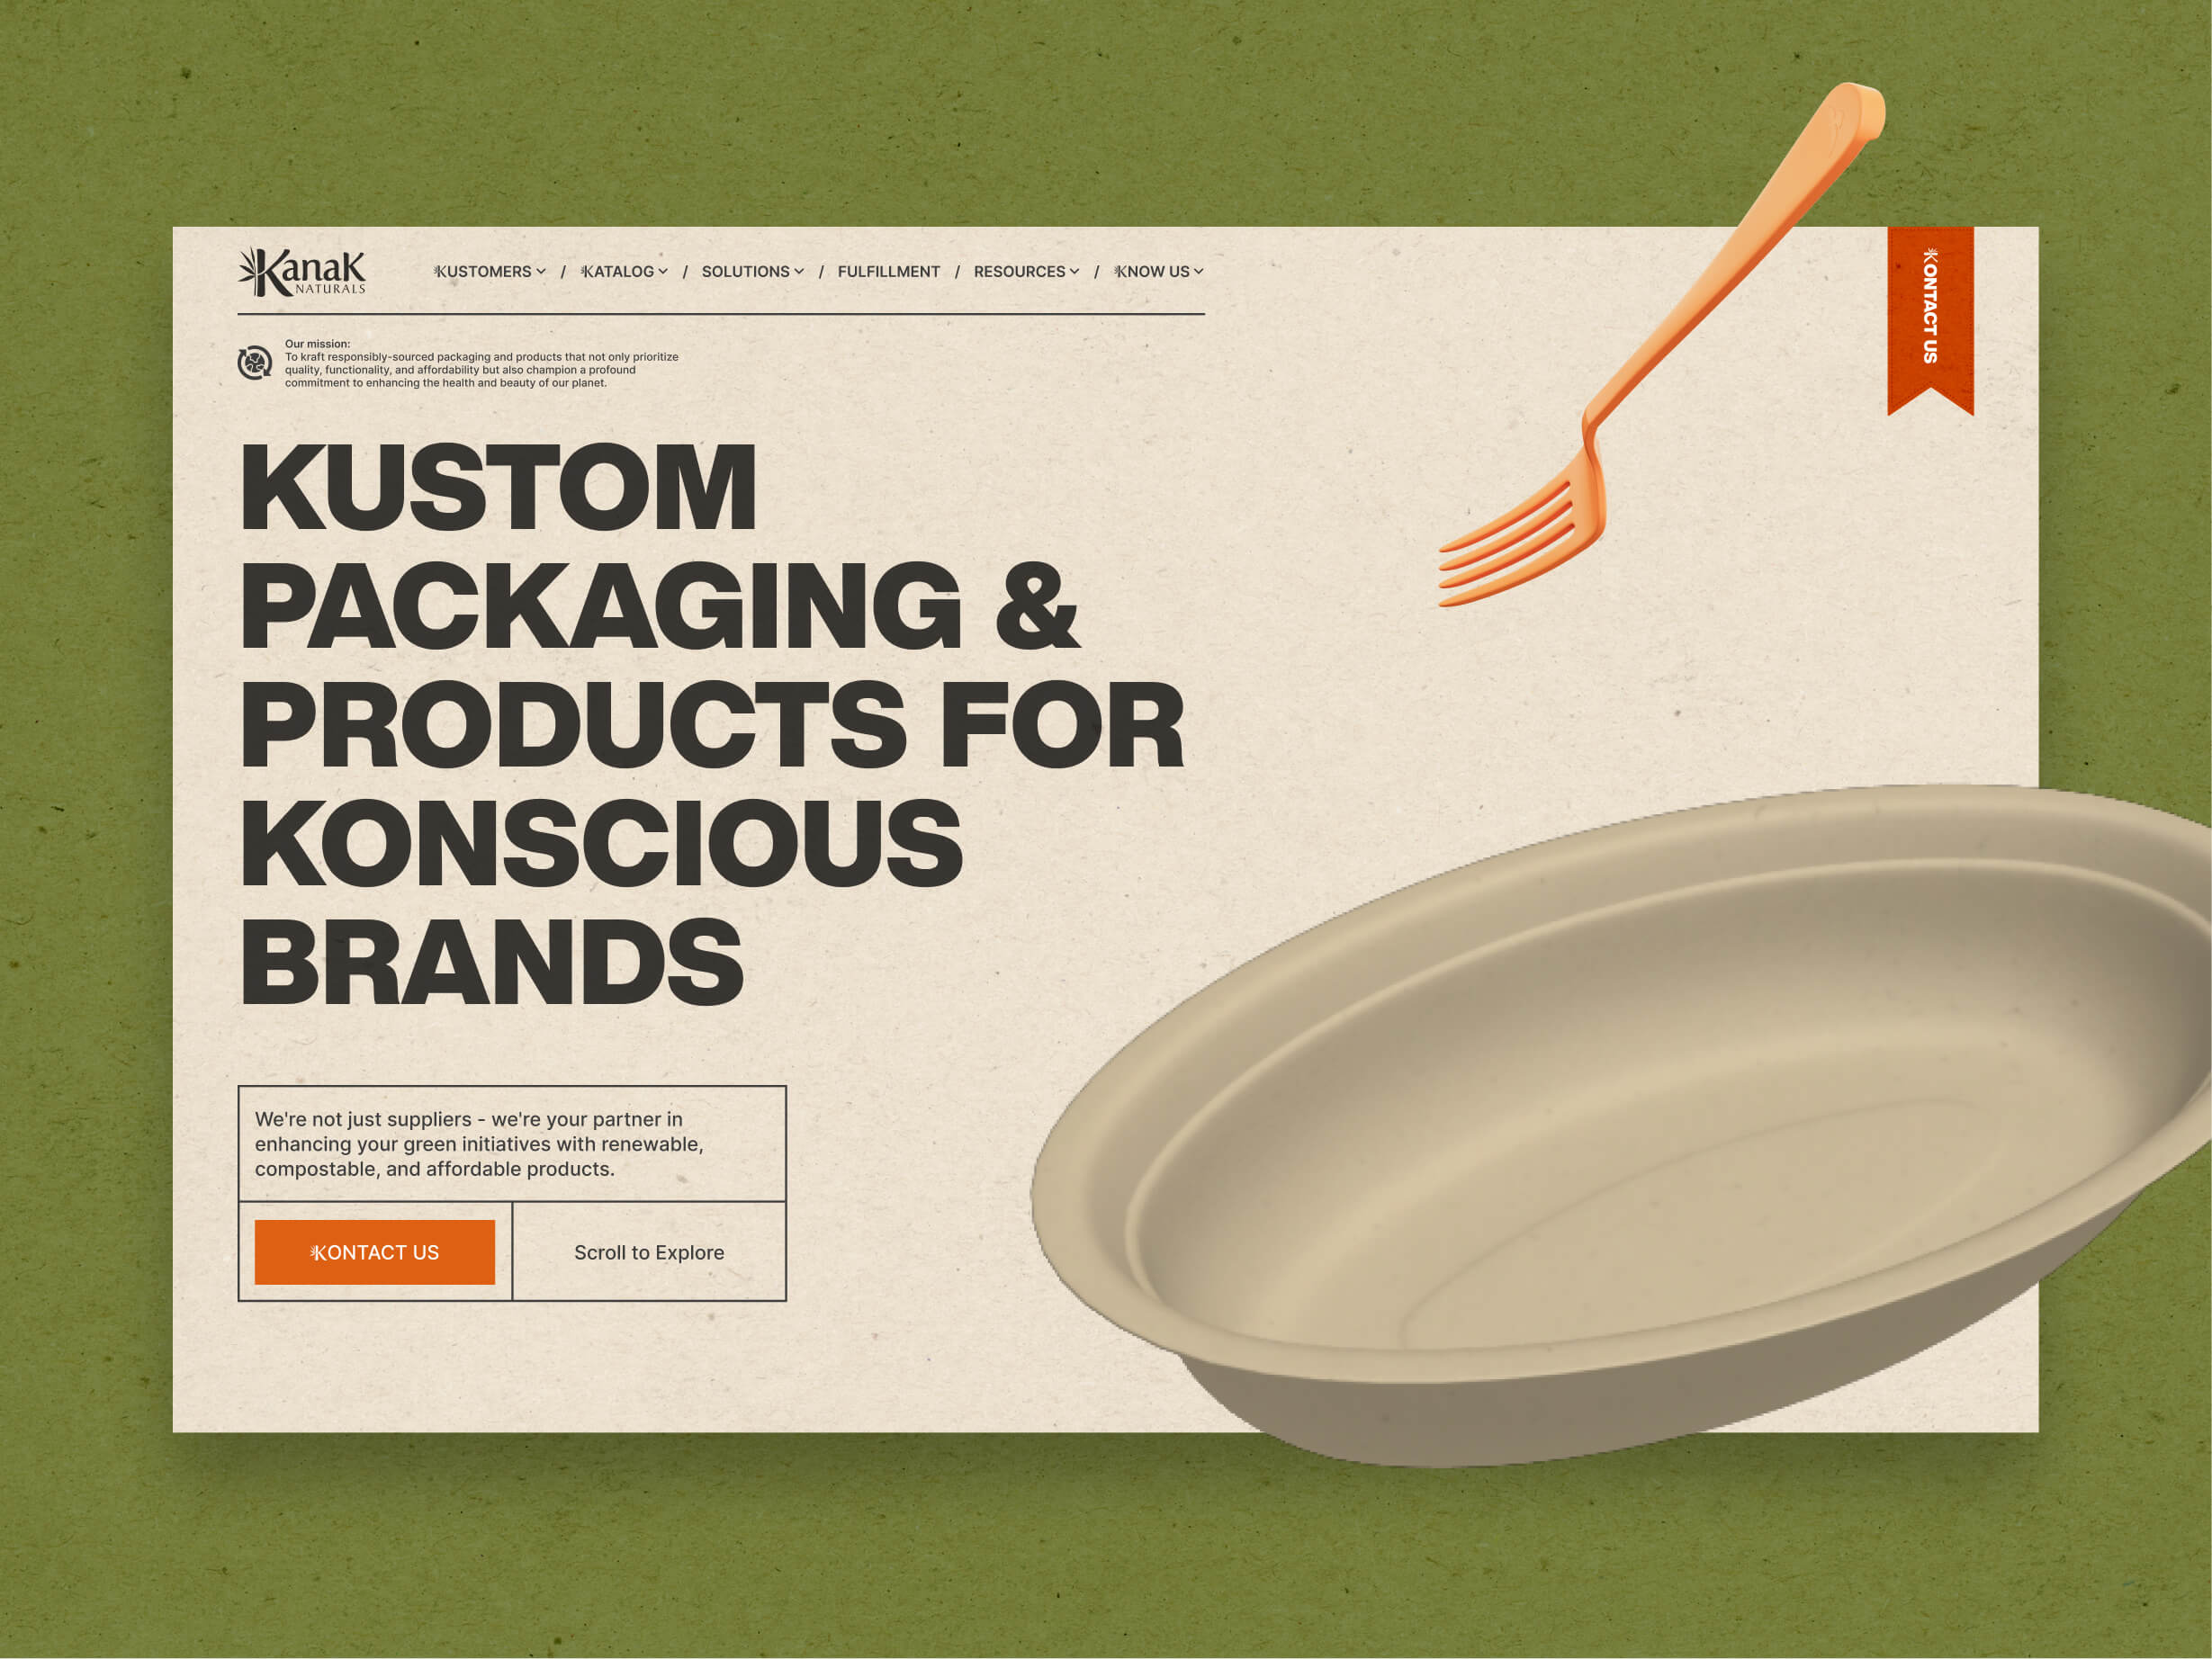 KanaK
NATURALS
KUSTOMERS / KATALOG / SOLUTIONS / FULFILLMENT / RESOURCES / KNOW US
KONTACT US
Our mission:
To kraft responsibly-sourced packaging and products that not only prioritize
quality, functionality, and affordability but also champion a profound
commitment to enhancing the health and beauty of our planet.
KUSTOM
PACKAGING &
PRODUCTS FOR
KONSCIOUS
BRANDS
We're not just suppliers - we're your partner in
enhancing your green initiatives with renewable,
compostable, and affordable products.
KONTACT US
Scroll to Explore